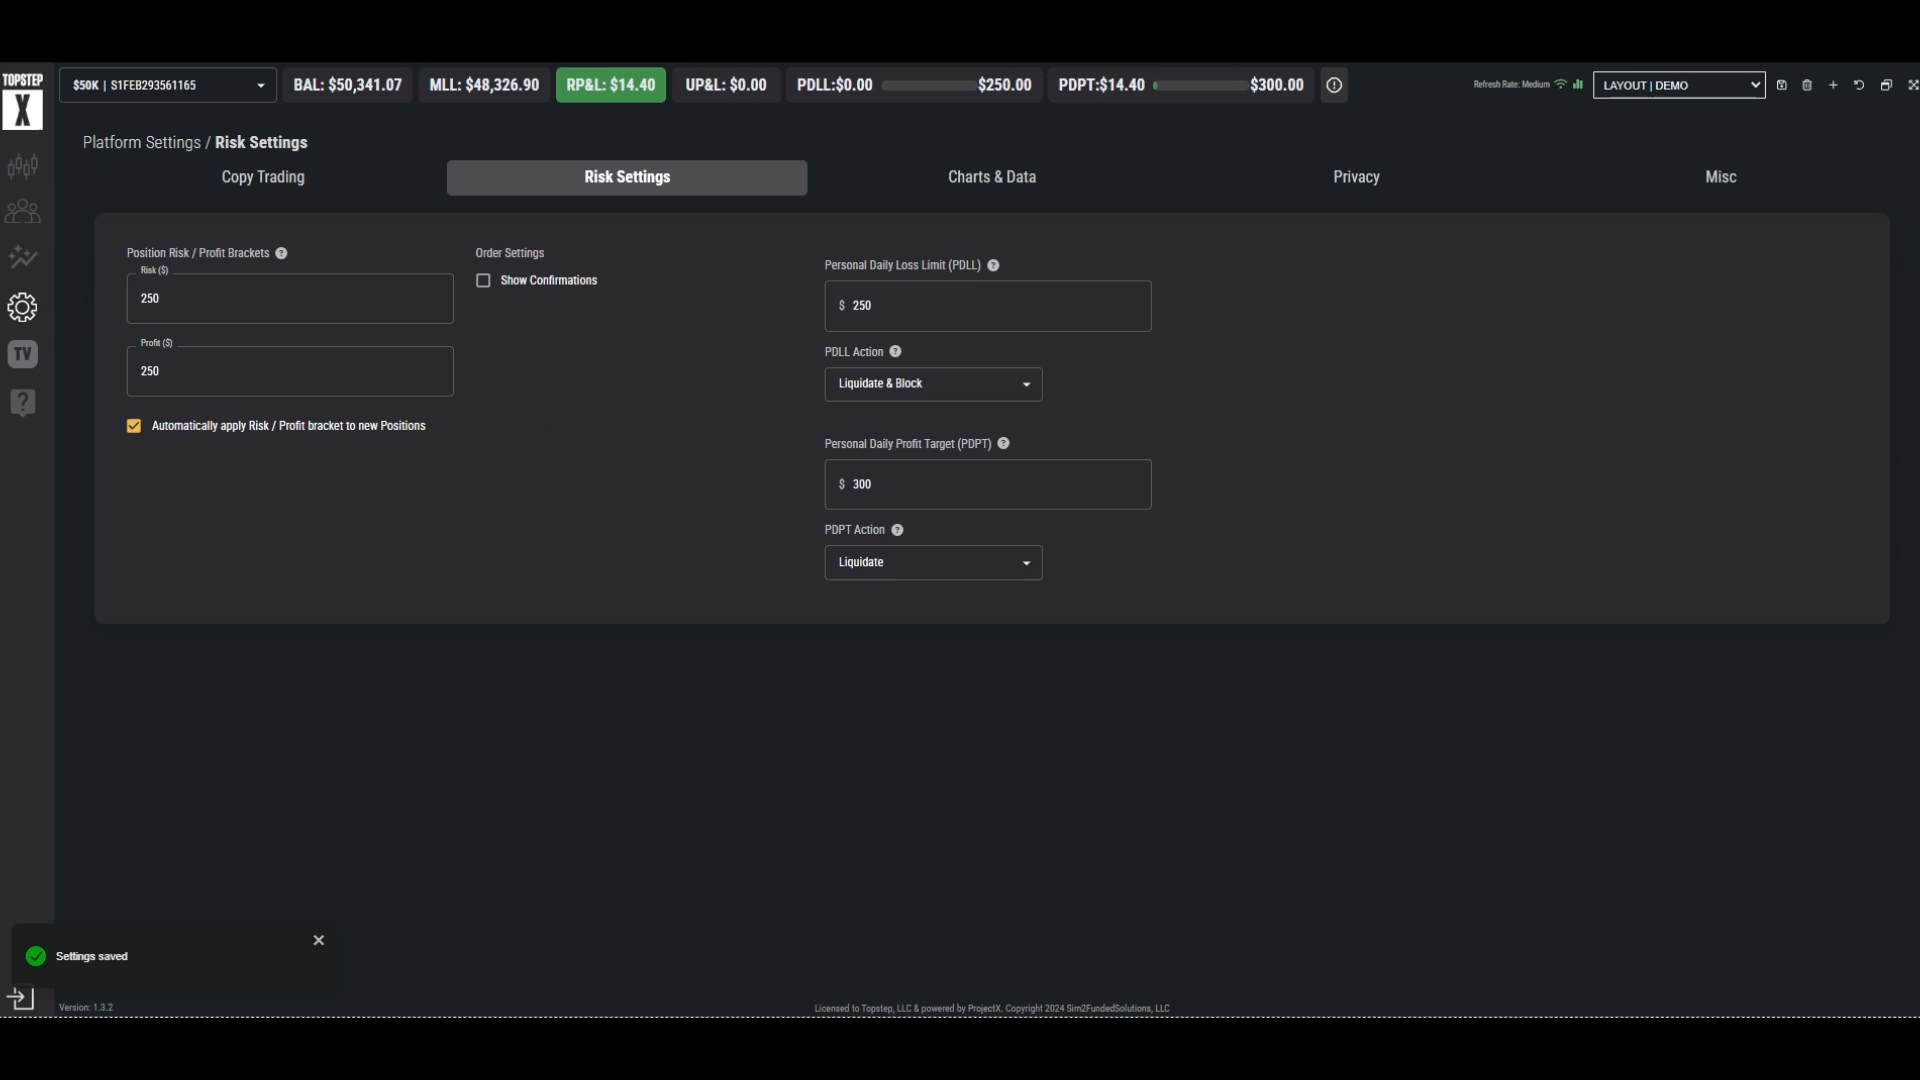 TOPSTEP
X
$50K | S1FEB293561165
BAL: $50,341.07
MLL: $48,326.90
RP&L: $14.40
UP&L: $0.00
PDLL:$0.00
$250.00
PDPT:$14.40
$300.00
Refresh Rate: Medium
LAYOUT | DEMO
Platform Settings / Risk Settings
Copy Trading
Risk Settings
Charts & Data
Privacy
Misc
Position Risk / Profit Brackets
Risk ($)
250
Profit ($)
250
Automatically apply Risk / Profit bracket to new Positions
Order Settings
Show Confirmations
Personal Daily Loss Limit (PDLL)
$ 250
PDLL Action
Liquidate & Block
Personal Daily Profit Target (PDPT)
$ 300
PDPT Action
Liquidate
TV
Settings saved
Version: 1.3.2
Licensed to Topstep, LLC & powered by ProjectX. Copyright 2024 Sim2FundedSolutions, LLC